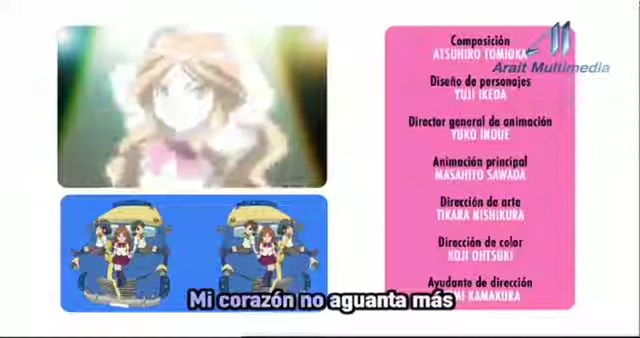 Composición
ATSUHIRO TOMIOKA
Arait Multimedia
Diseño de personajes
YUJI IKEDA
Director general de animación
YUKO INOUE
Animación principal
MASAHITO SAWADA
Dirección de arte
TIKARA NISHIKURA
Dirección de color
KOJI OHTSUKI
Ayudante de dirección
KAMAKURA
Mi corazón no aguanta más